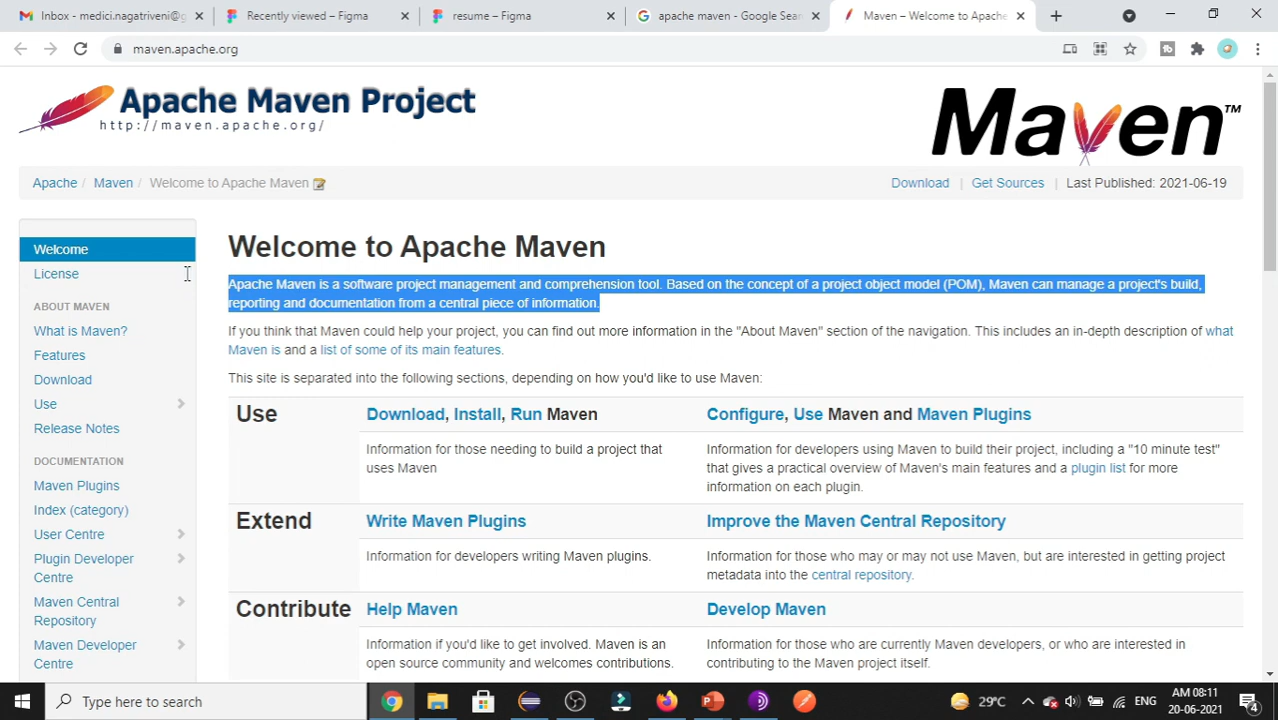 Inbox - medici.nagatriveni@g
Recently viewed – Figma
resume – Figma
apache maven - Google Sear
Maven – Welcome to Apache
maven.apache.org
Apache Maven Project
http://maven.apache.org/
Maven™
Apache / Maven / Welcome to Apache Maven
Download | Get Sources | Last Published: 2021-06-19
Welcome
License
ABOUT MAVEN
What is Maven?
Features
Download
Use
Release Notes
DOCUMENTATION
Maven Plugins
Index (category)
User Centre
Plugin Developer
Centre
Maven Central
Repository
Maven Developer
Centre
Welcome to Apache Maven
Apache Maven is a software project management and comprehension tool. Based on the concept of a project object model (POM), Maven can manage a project's build,
reporting and documentation from a central piece of information.
If you think that Maven could help your project, you can find out more information in the "About Maven" section of the navigation. This includes an in-depth description of what
Maven is and a list of some of its main features.
This site is separated into the following sections, depending on how you'd like to use Maven:
Use
Download, Install, Run Maven
Information for those needing to build a project that
uses Maven
Configure, Use Maven and Maven Plugins
Information for developers using Maven to build their project, including a "10 minute test"
that gives a practical overview of Maven's main features and a plugin list for more
information on each plugin.
Extend
Write Maven Plugins
Information for developers writing Maven plugins.
Improve the Maven Central Repository
Information for those who may or may not use Maven, but are interested in getting project
metadata into the central repository.
Contribute
Help Maven
Information if you'd like to get involved. Maven is an
open source community and welcomes contributions.
Develop Maven
Information for those who are currently Maven developers, or who are interested in
contributing to the Maven project itself.
Type here to search
29°C
ENG
AM 08:11
20-06-2021
4